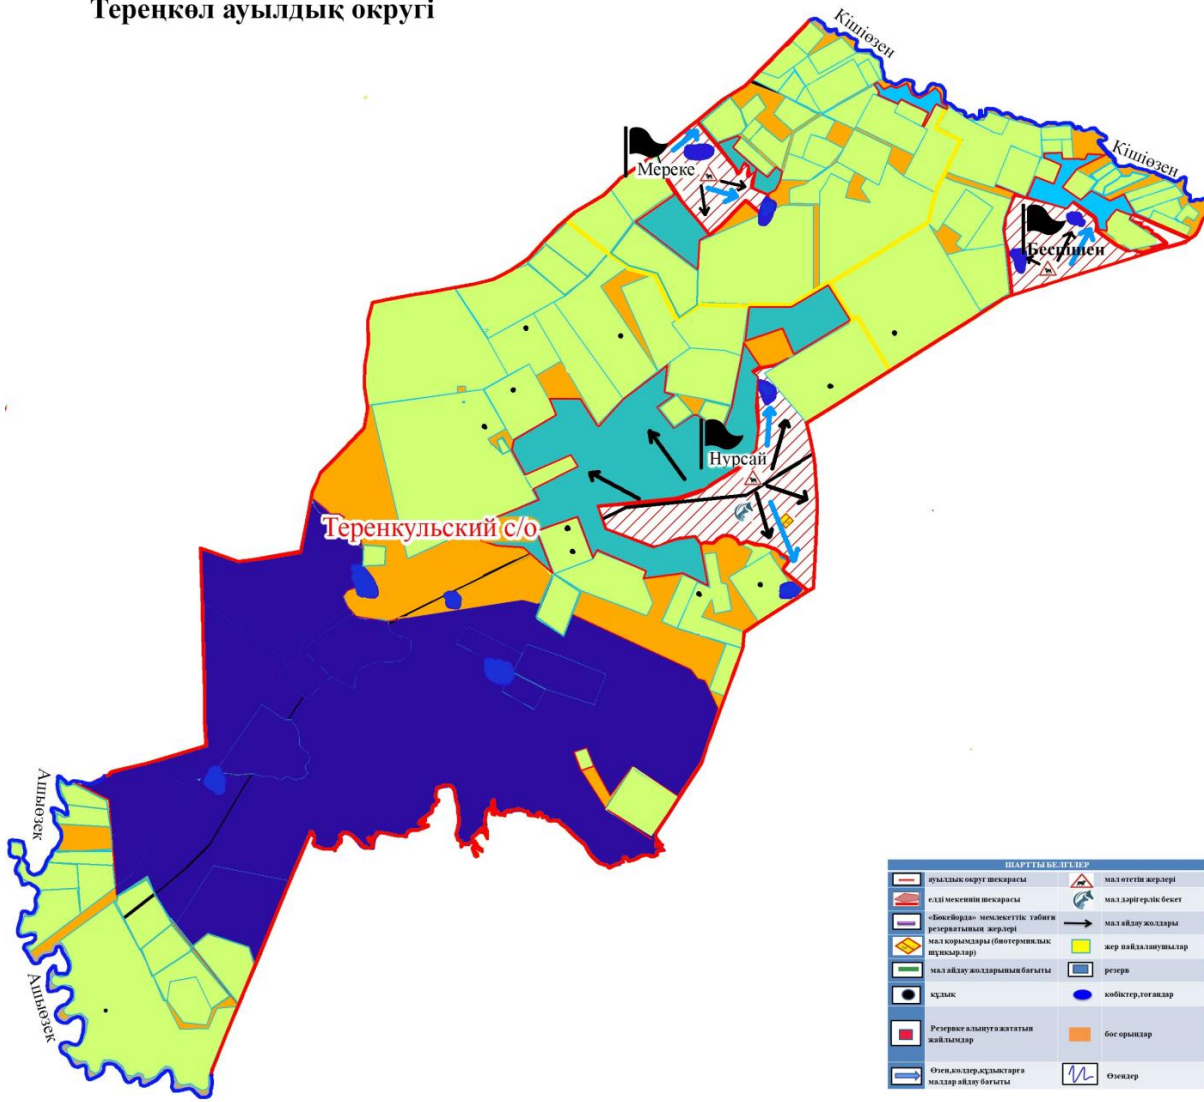 Тереңкөл ауылдық округі
Кішіөзен
Кішіөзен
Мереке
Бесршен
Нұрсай
Теренкульский с/о
Ащыөзек
Ащыөзек
ШАРТТЫ БЕЛГІЛЕР
ауылдық округ шекарасы
мал өтетін жерлері
елді мекеннің шекарасы
мал дәрігерлік бекет
«Бөкейорда» мемлекеттік табиғи
резерватының жерлері
мал айдау жолдары
мал қорымдары (биотермиялық
шұңқырлар)
жер пайдаланушылар
мал айдау жолдарының бағыты
резерв
құдық
көбіктер,тоғандар
Резервке алынуға жататын
жайлымдар
бос орындар
Өзен,көлдер,құдықтарға
малдар айдау бағыты
Өзендер